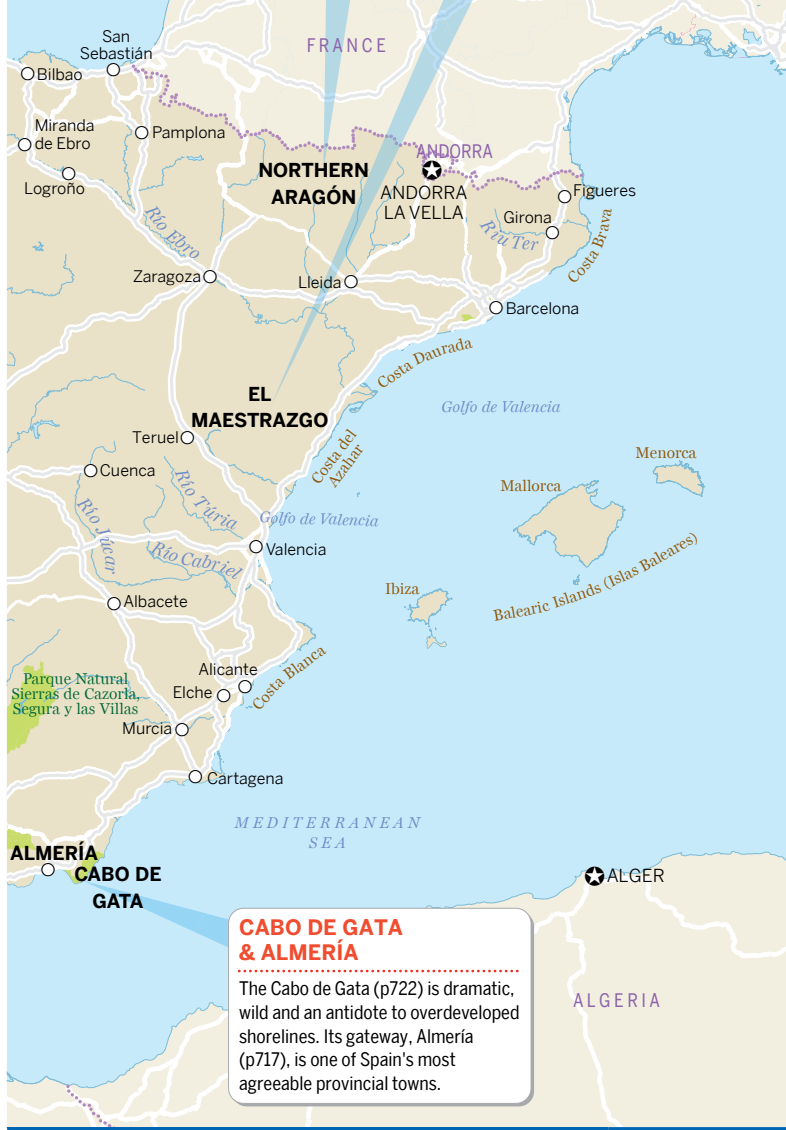 FRANCE
San
Sebastián
Bilbao
Miranda
de Ebro
Pamplona
Logroño
NORTHERN
ARAGÓN
ANDORRA
ANDORRA
LA VELLA
Figueres
Girona
Riu Ter
Costa Brava
Río Ebro
Zaragoza
Lleida
Barcelona
Costa Daurada
EL
MAESTRAZGO
Golfo de Valencia
Teruel
Costa del
Azahar
Cuenca
Menorca
Mallorca
Río Túria
Río Júcar
Golfo de Valencia
Río Cabriel
Valencia
Ibiza
Balearic Islands (Islas Baleares)
Albacete
Parque Natural
Sierras de Cazorla,
Segura y las Villas
Alicante
Elche
Costa Blanca
Murcia
Cartagena
MEDITERRANEAN
SEA
ALMERÍA
CABO DE
GATA
ALGER
ALGERIA
CABO DE GATA
& ALMERÍA
The Cabo de Gata (p722) is dramatic,
wild and an antidote to overdeveloped
shorelines. Its gateway, Almería
(p717), is one of Spain's most
agreeable provincial towns.